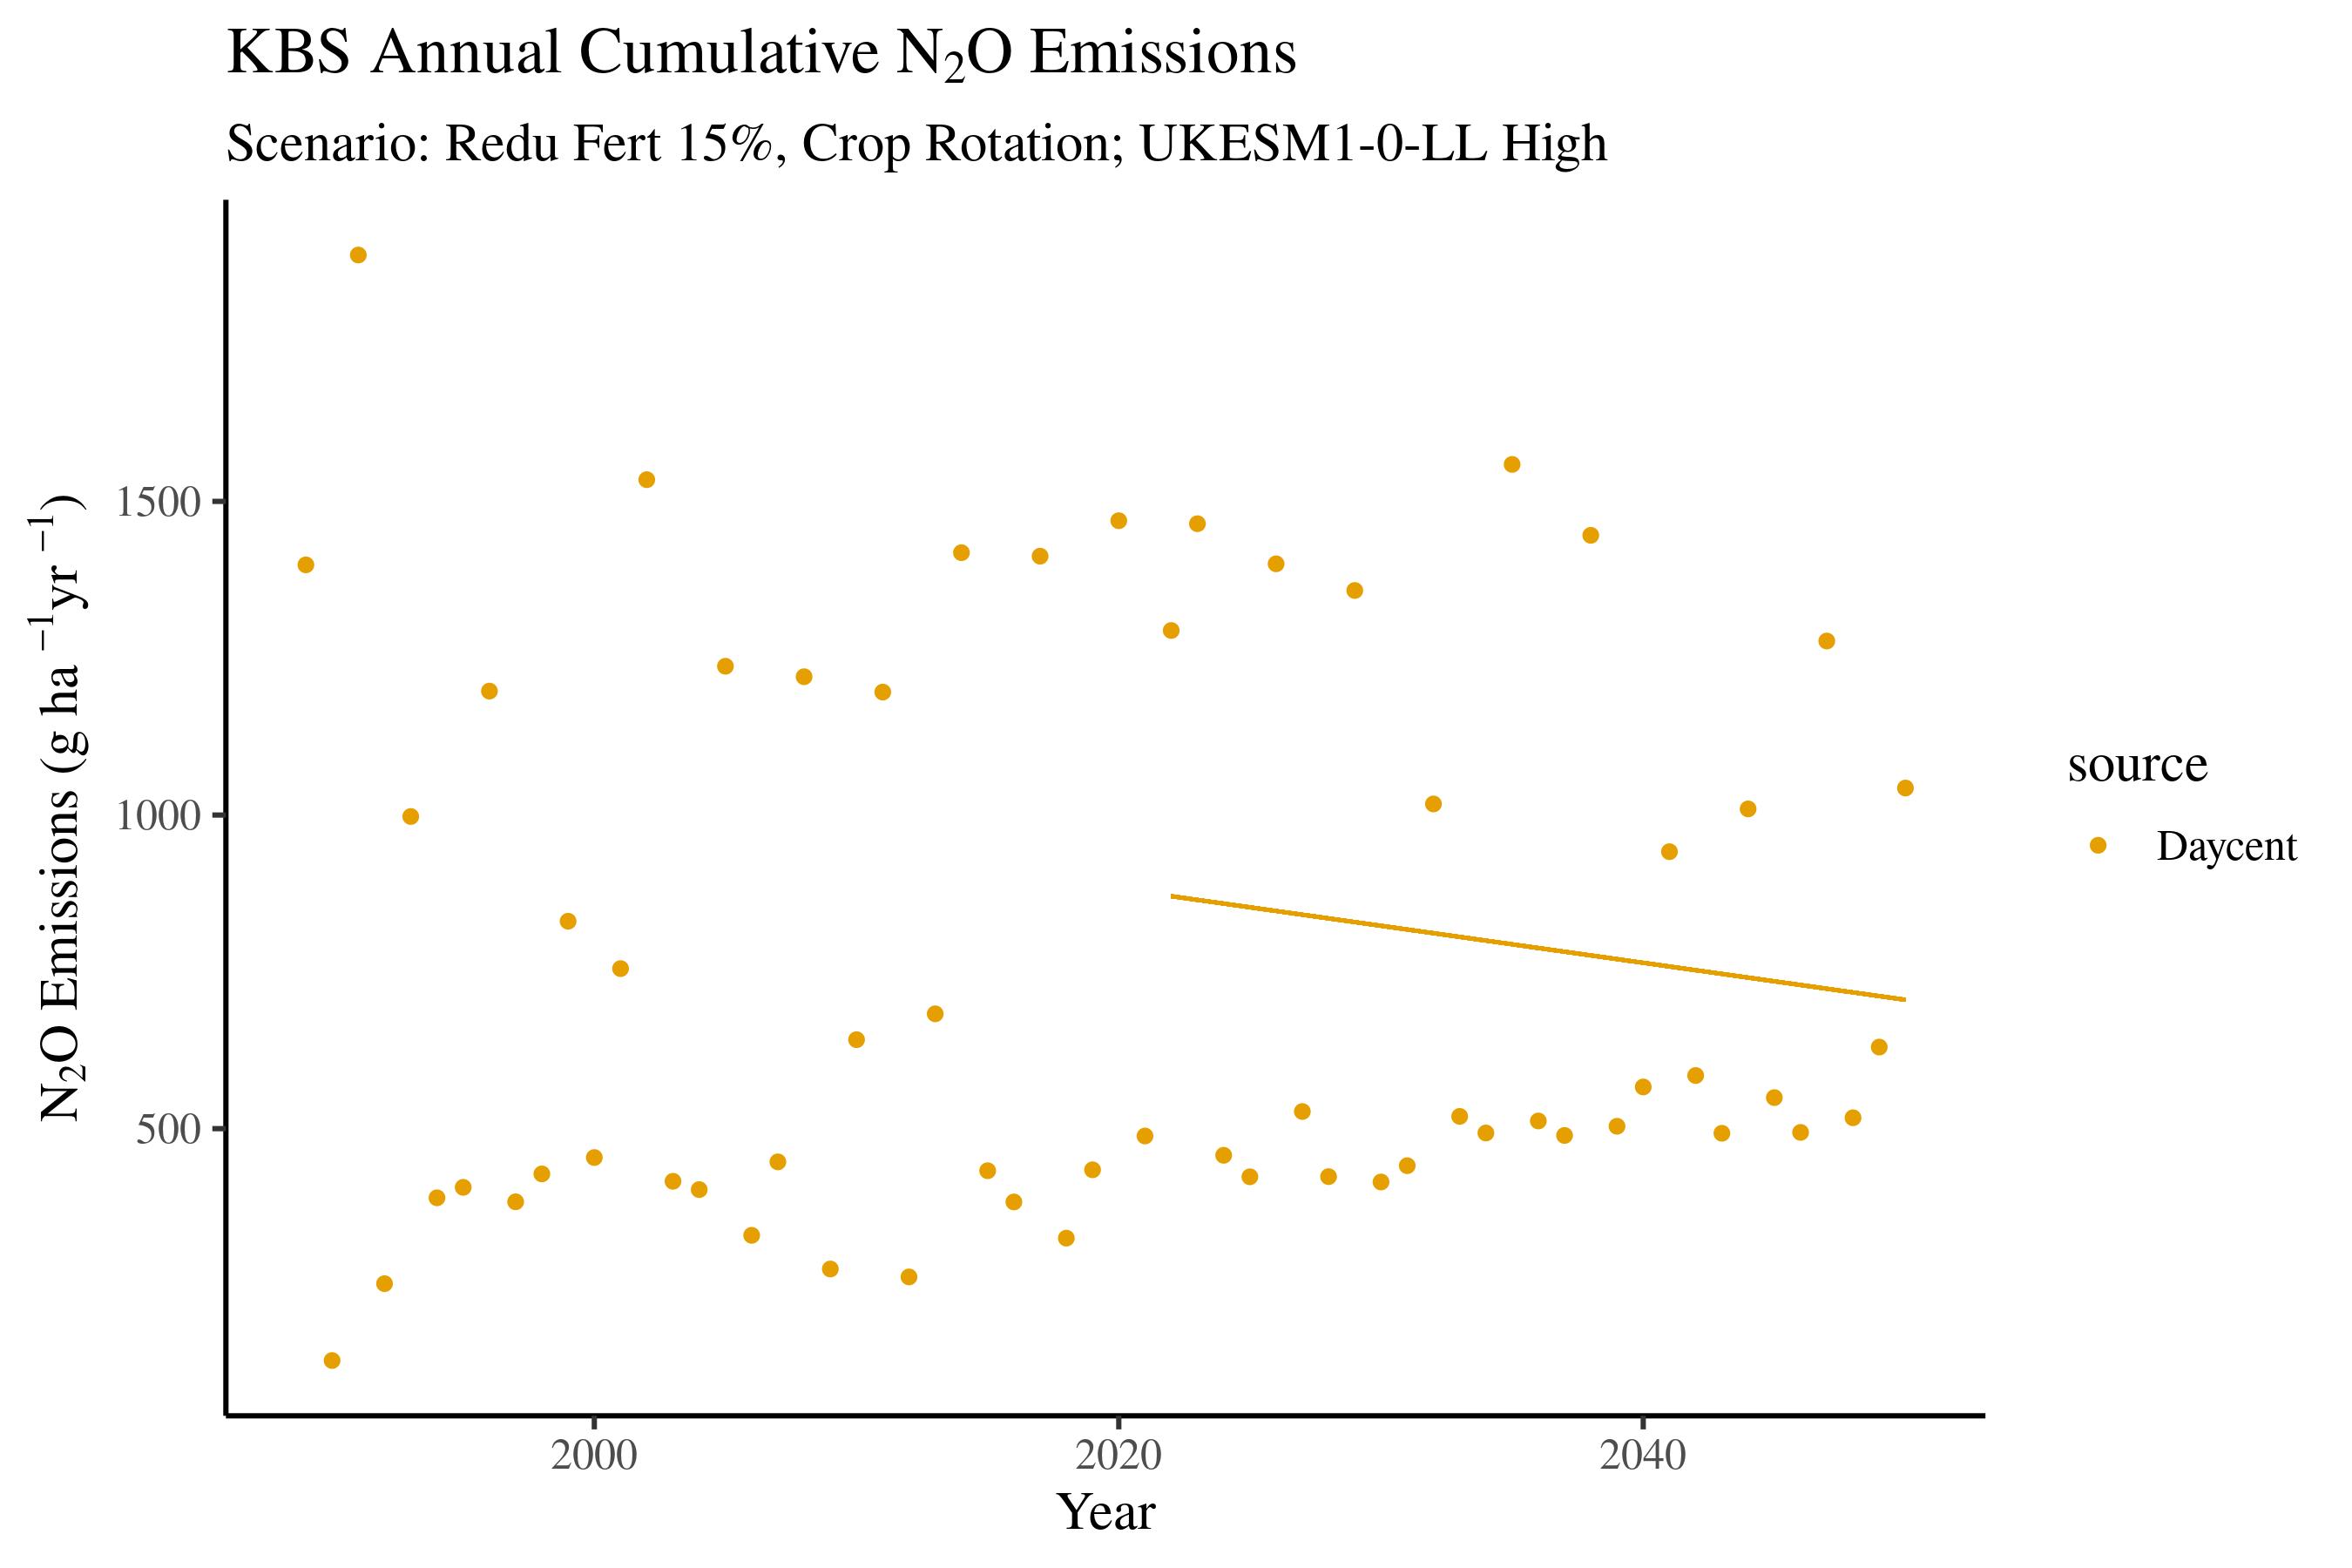 KBS Annual Cumulative N₂O Emissions
Scenario: Redu Fert 15%, Crop Rotation; UKESM1-0-LL High
N₂O Emissions (g ha⁻¹yr⁻¹)
1500
1000
500
2000
2020
2040
Year
source
Daycent